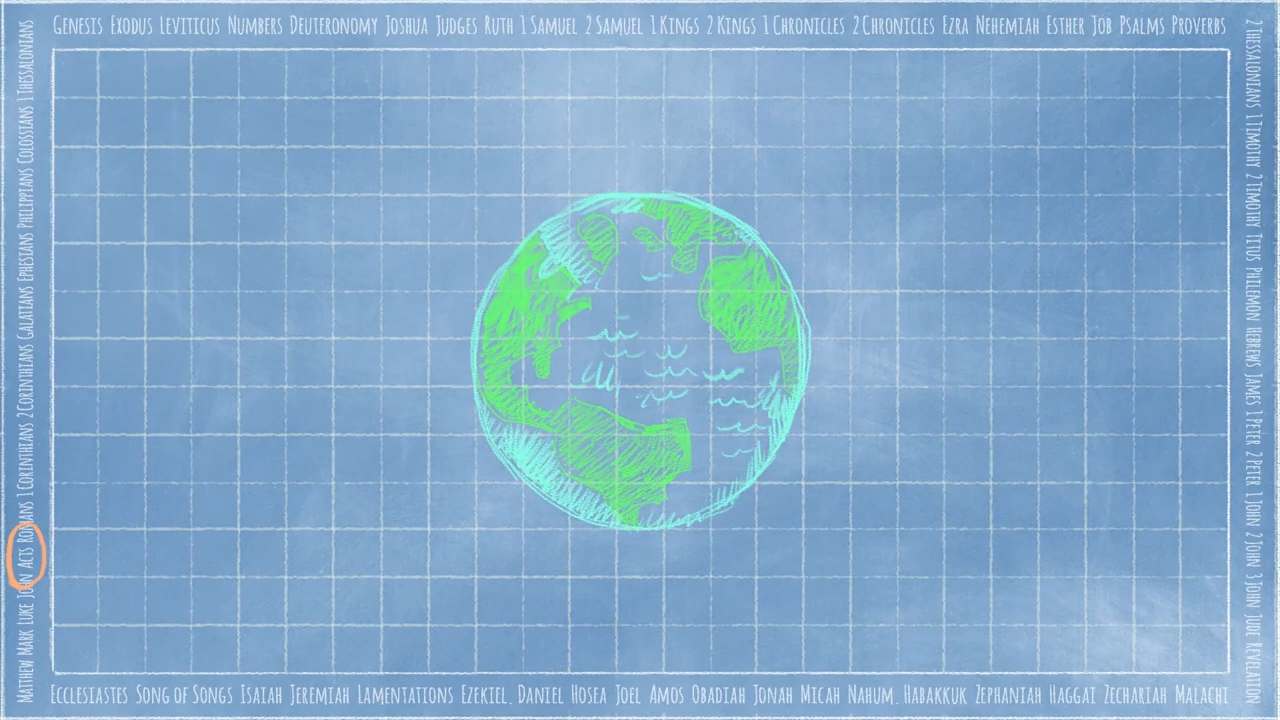 Genesis Exodus Leviticus Numbers Deuteronomy Joshua Judges Ruth 1 Samuel 2 Samuel 1 Kings 2 Kings 1 Chronicles 2 Chronicles Ezra Nehemiah Esther Job Psalms Proverbs
Ecclesiastes Song of Songs Isaiah Jeremiah Lamentations Ezekiel Daniel Hosea Joel Amos Obadiah Jonah Micah Nahum Habakkuk Zephaniah Haggai Zechariah Malachi
Matthew Mark Luke John Acts Romans 1 Corinthians 2 Corinthians Galatians Ephesians Philippians Colossians 1 Thessalonians
2 Thessalonians 1 Timothy 2 Timothy Titus Philemon Hebrews James 1 Peter 2 Peter 1 John 2 John 3 John Jude Revelation